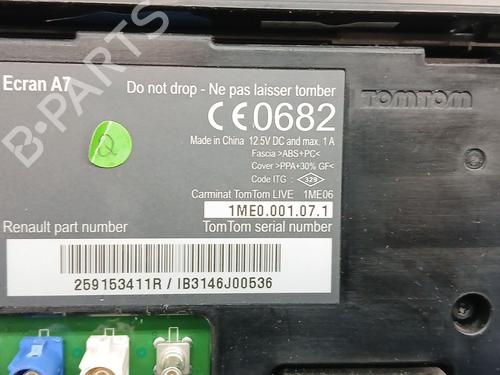 B-PARTS
Ecran A7
Do not drop - Ne pas laisser tomber
CE0682
TOMTOM
Made in China 12.5V DC and max. 1 A
Fascia >ABS+PC<
Cover >PPA+30% GF<
Code ITG : 329
Carminat TomTom LIVE 1ME06
1ME0.001.07.1
Renault part number
TomTom serial number
259153411R / IB3146J00536
Q